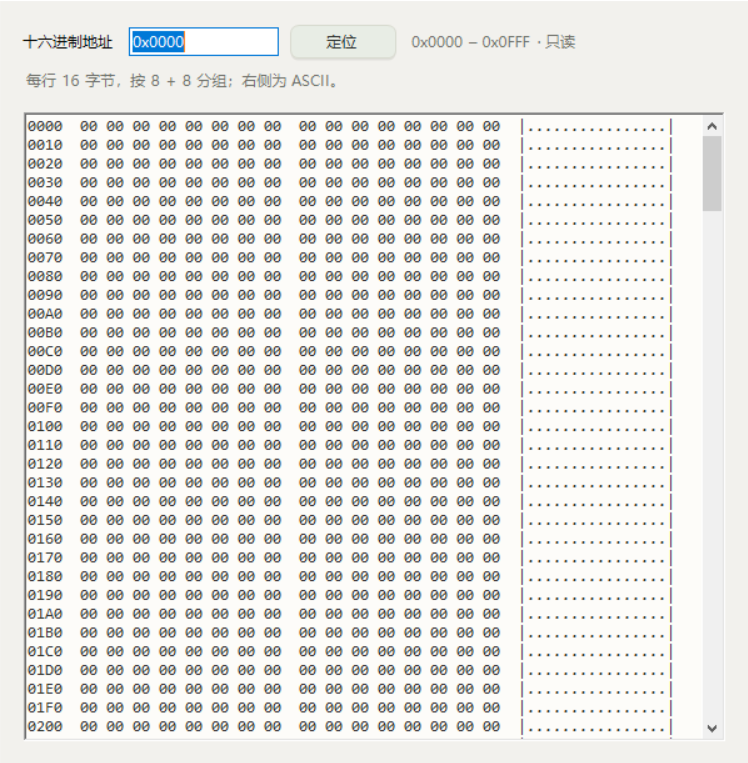 十六进制地址 0x0000 定位 0x0000 – 0x0FFF · 只读
每行 16 字节，按 8 + 8 分组；右侧为 ASCII。
0000  00 00 00 00 00 00 00 00  00 00 00 00 00 00 00 00  |................|
0010  00 00 00 00 00 00 00 00  00 00 00 00 00 00 00 00  |................|
0020  00 00 00 00 00 00 00 00  00 00 00 00 00 00 00 00  |................|
0030  00 00 00 00 00 00 00 00  00 00 00 00 00 00 00 00  |................|
0040  00 00 00 00 00 00 00 00  00 00 00 00 00 00 00 00  |................|
0050  00 00 00 00 00 00 00 00  00 00 00 00 00 00 00 00  |................|
0060  00 00 00 00 00 00 00 00  00 00 00 00 00 00 00 00  |................|
0070  00 00 00 00 00 00 00 00  00 00 00 00 00 00 00 00  |................|
0080  00 00 00 00 00 00 00 00  00 00 00 00 00 00 00 00  |................|
0090  00 00 00 00 00 00 00 00  00 00 00 00 00 00 00 00  |................|
00A0  00 00 00 00 00 00 00 00  00 00 00 00 00 00 00 00  |................|
00B0  00 00 00 00 00 00 00 00  00 00 00 00 00 00 00 00  |................|
00C0  00 00 00 00 00 00 00 00  00 00 00 00 00 00 00 00  |................|
00D0  00 00 00 00 00 00 00 00  00 00 00 00 00 00 00 00  |................|
00E0  00 00 00 00 00 00 00 00  00 00 00 00 00 00 00 00  |................|
00F0  00 00 00 00 00 00 00 00  00 00 00 00 00 00 00 00  |................|
0100  00 00 00 00 00 00 00 00  00 00 00 00 00 00 00 00  |................|
0110  00 00 00 00 00 00 00 00  00 00 00 00 00 00 00 00  |................|
0120  00 00 00 00 00 00 00 00  00 00 00 00 00 00 00 00  |................|
0130  00 00 00 00 00 00 00 00  00 00 00 00 00 00 00 00  |................|
0140  00 00 00 00 00 00 00 00  00 00 00 00 00 00 00 00  |................|
0150  00 00 00 00 00 00 00 00  00 00 00 00 00 00 00 00  |................|
0160  00 00 00 00 00 00 00 00  00 00 00 00 00 00 00 00  |................|
0170  00 00 00 00 00 00 00 00  00 00 00 00 00 00 00 00  |................|
0180  00 00 00 00 00 00 00 00  00 00 00 00 00 00 00 00  |................|
0190  00 00 00 00 00 00 00 00  00 00 00 00 00 00 00 00  |................|
01A0  00 00 00 00 00 00 00 00  00 00 00 00 00 00 00 00  |................|
01B0  00 00 00 00 00 00 00 00  00 00 00 00 00 00 00 00  |................|
01C0  00 00 00 00 00 00 00 00  00 00 00 00 00 00 00 00  |................|
01D0  00 00 00 00 00 00 00 00  00 00 00 00 00 00 00 00  |................|
01E0  00 00 00 00 00 00 00 00  00 00 00 00 00 00 00 00  |................|
01F0  00 00 00 00 00 00 00 00  00 00 00 00 00 00 00 00  |................|
0200  00 00 00 00 00 00 00 00  00 00 00 00 00 00 00 00  |................|